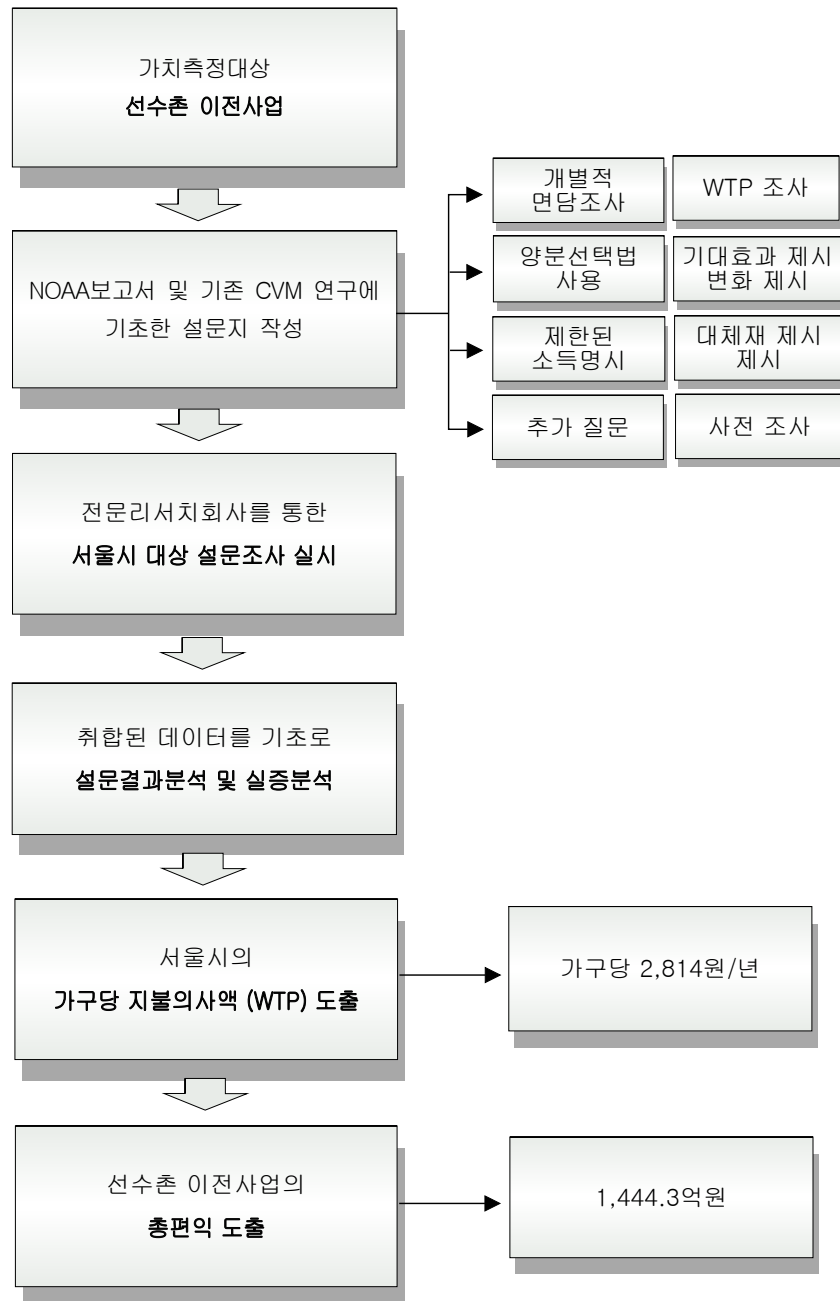 가치측정대상
선수촌 이전사업
NOAA보고서 및 기존 CVM 연구에
기초한 설문지 작성
개별적
면담조사
WTP 조사
양분선택법
사용
기대효과 제시
변화 제시
제한된
소득명시
대체재 제시
제시
추가 질문
사전 조사
전문리서치회사를 통한
서울시 대상 설문조사 실시
취합된 데이터를 기초로
설문결과분석 및 실증분석
서울시의
가구당 지불의사액 (WTP) 도출
가구당 2,814원/년
선수촌 이전사업의
총편익 도출
1,444.3억원